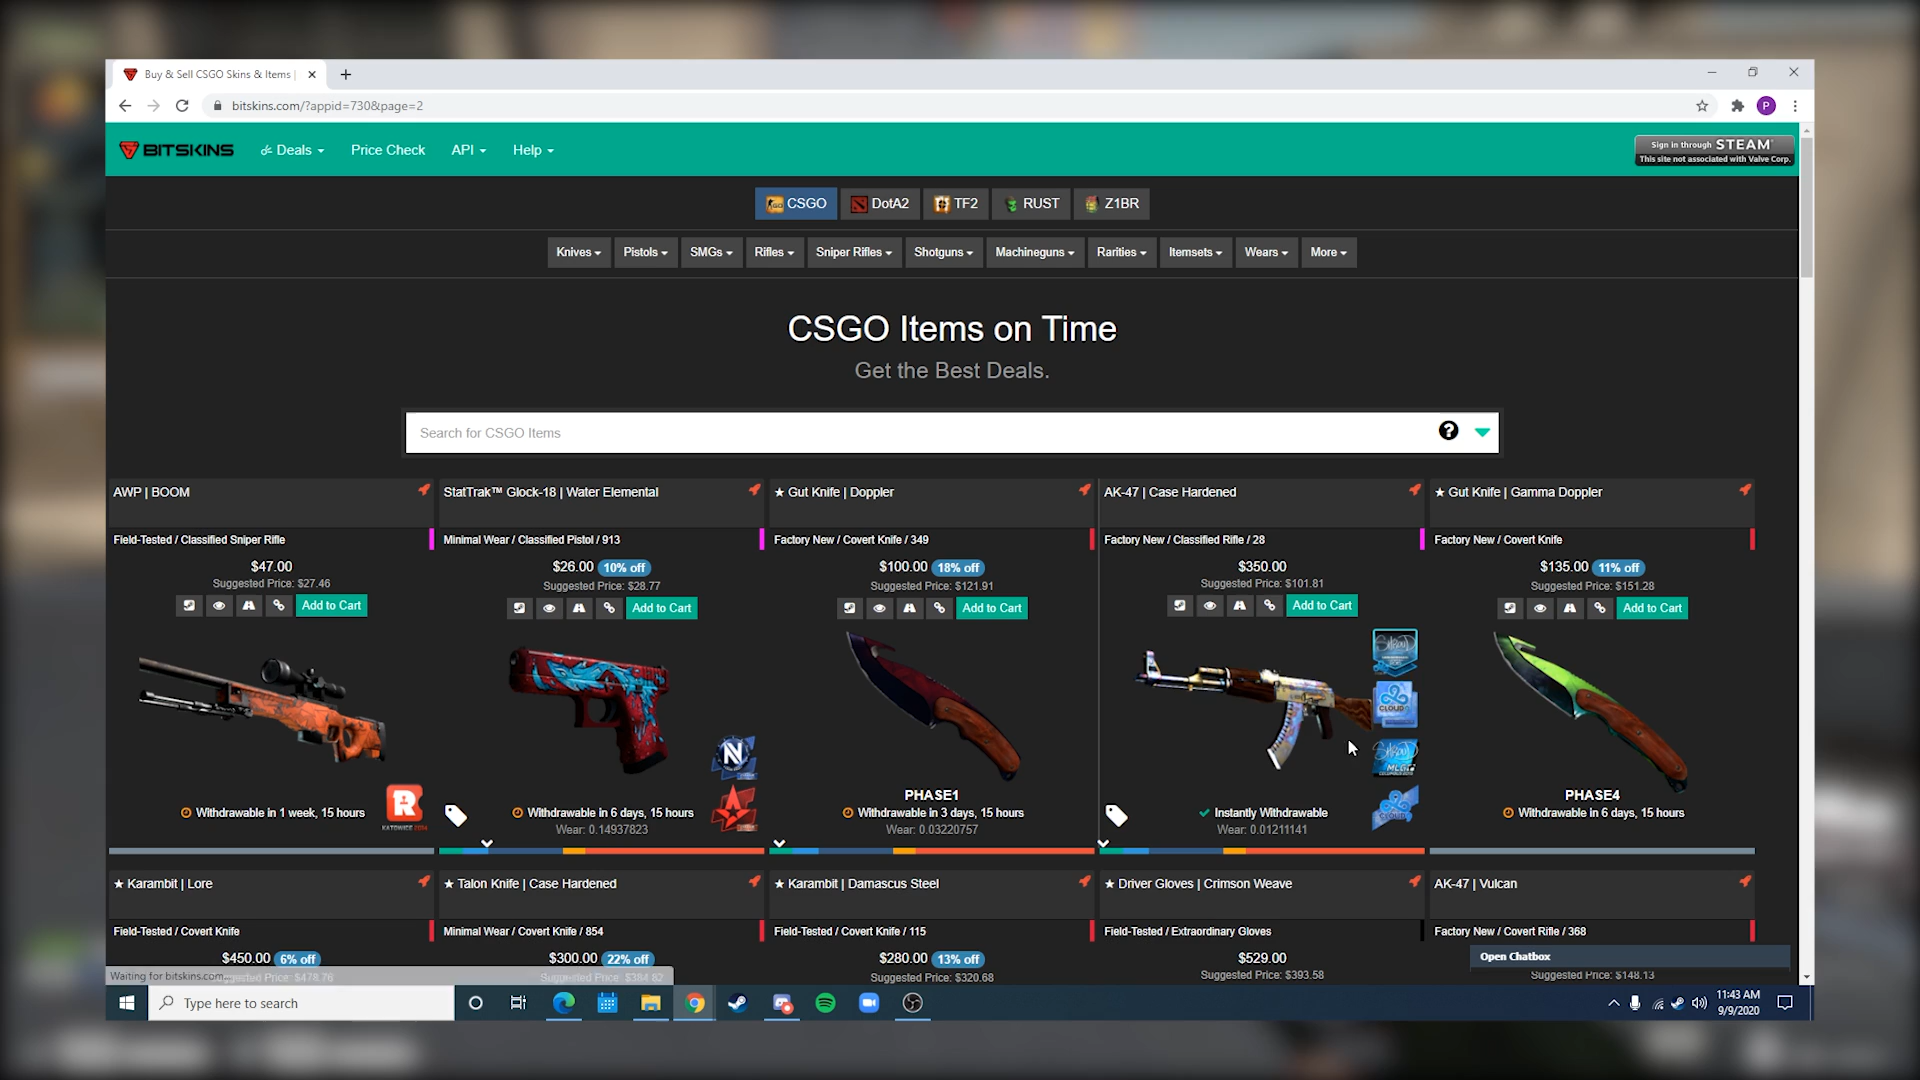 Buy & Sell CSGO Skins & Items |
bitskins.com/?appid=730&page=2
P
BITSKINS Deals Price Check API Help
Sign in through STEAM
This site not associated with Valve Corp.
CSGO DotA2 TF2 RUST Z1BR
Knives Pistols SMGs Rifles Sniper Rifles Shotguns Machineguns Rarities Itemsets Wears More
CSGO Items on Time
Get the Best Deals.
Search for CSGO Items
AWP | BOOM
Field-Tested / Classified Sniper Rifle
$47.00
Suggested Price: $27.46
Add to Cart
KATOWICE 2014
Withdrawable in 1 week, 15 hours
StatTrak™ Glock-18 | Water Elemental
Minimal Wear / Classified Pistol / 913
$26.00 10% off
Suggested Price: $28.77
Add to Cart
Withdrawable in 6 days, 15 hours
Wear: 0.14937823
★ Gut Knife | Doppler
Factory New / Covert Knife / 349
$100.00 18% off
Suggested Price: $121.91
Add to Cart
PHASE1
Withdrawable in 3 days, 15 hours
Wear: 0.03220757
AK-47 | Case Hardened
Factory New / Classified Rifle / 28
$350.00
Suggested Price: $101.81
Add to Cart
Instantly Withdrawable
Wear: 0.01211141
★ Gut Knife | Gamma Doppler
Factory New / Covert Knife
$135.00 11% off
Suggested Price: $151.28
Add to Cart
PHASE4
Withdrawable in 6 days, 15 hours
★ Karambit | Lore
Field-Tested / Covert Knife
$450.00 6% off
Suggested Price: $478.76
★ Talon Knife | Case Hardened
Minimal Wear / Covert Knife / 854
$300.00 22% off
Suggested Price: $384.82
★ Karambit | Damascus Steel
Field-Tested / Covert Knife / 115
$280.00 13% off
Suggested Price: $320.68
★ Driver Gloves | Crimson Weave
Field-Tested / Extraordinary Gloves
$529.00
Suggested Price: $393.58
AK-47 | Vulcan
Factory New / Covert Rifle / 368
Open Chatbox
Suggested Price: $148.13
Waiting for bitskins.com...
Type here to search
11:43 AM
9/9/2020